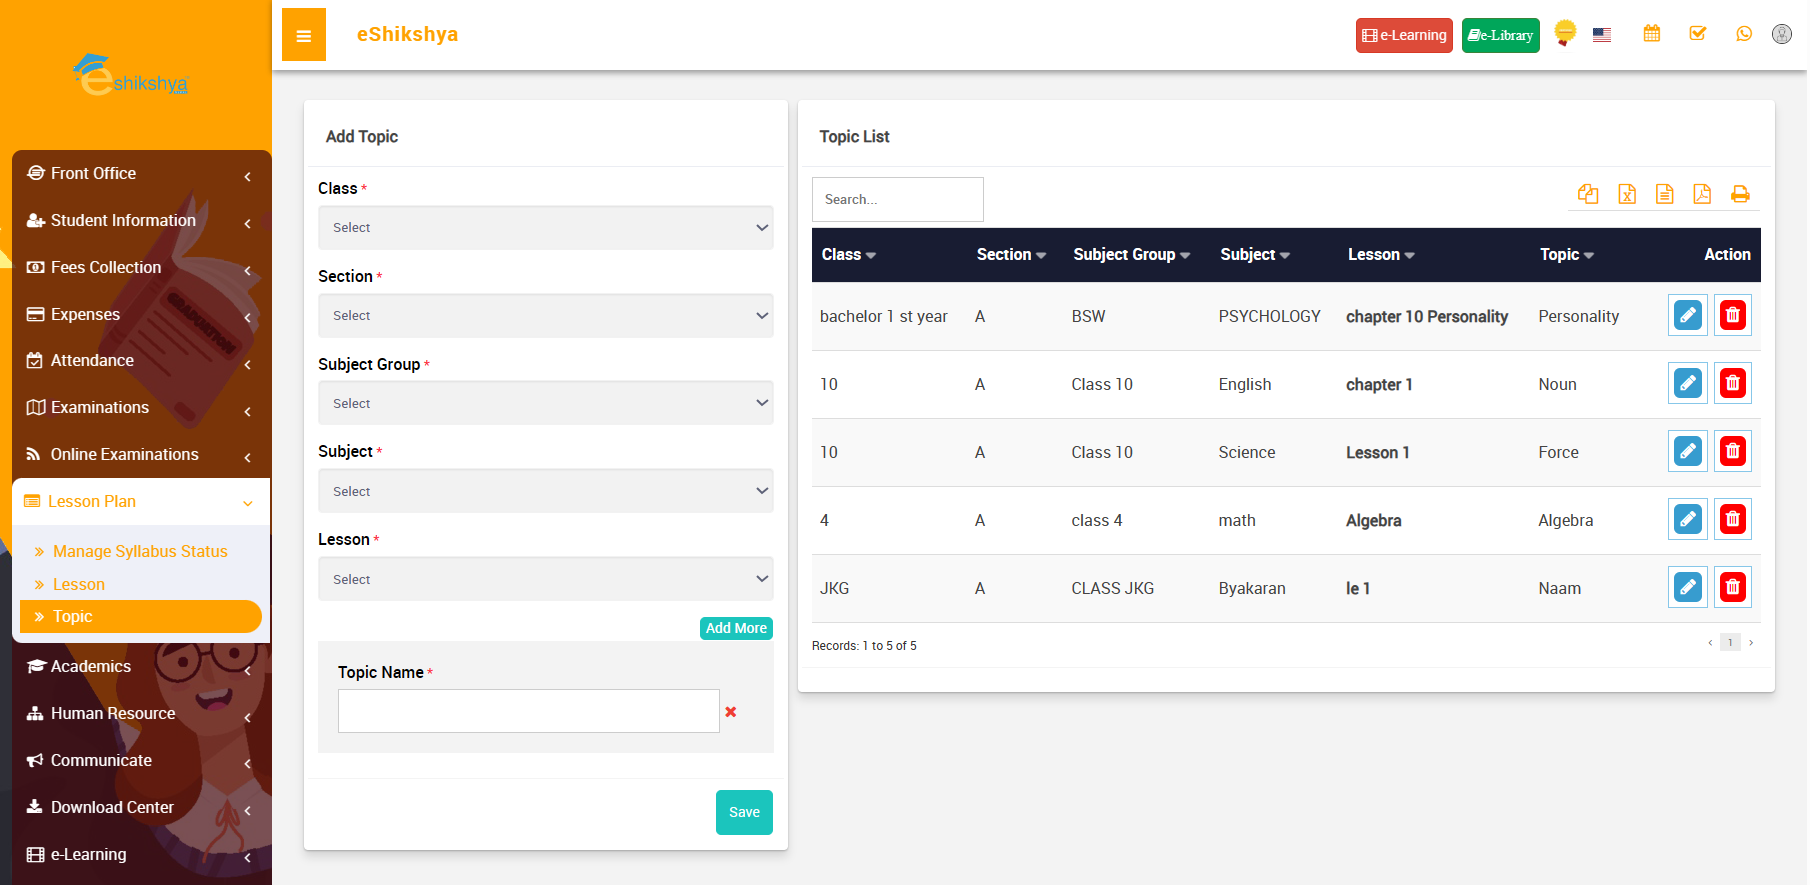 eshikshya
Front Office
Student Information
Fees Collection
Expenses
Attendance
Examinations
Online Examinations
Lesson Plan
Manage Syllabus Status
Lesson
Topic
Academics
Human Resource
Communicate
Download Center
e-Learning
GRADUATION
eShikshya
e-Learning
e-Library
Add Topic
Class *
Select
Section *
Select
Subject Group *
Select
Subject *
Select
Lesson *
Select
Add More
Topic Name *
Save
Topic List
Search...
Class Section Subject Group Subject Lesson Topic Action
bachelor 1 st year A BSW PSYCHOLOGY chapter 10 Personality Personality
10 A Class 10 English chapter 1 Noun
10 A Class 10 Science Lesson 1 Force
4 A class 4 math Algebra Algebra
JKG A CLASS JKG Byakaran le 1 Naam
Records: 1 to 5 of 5
1